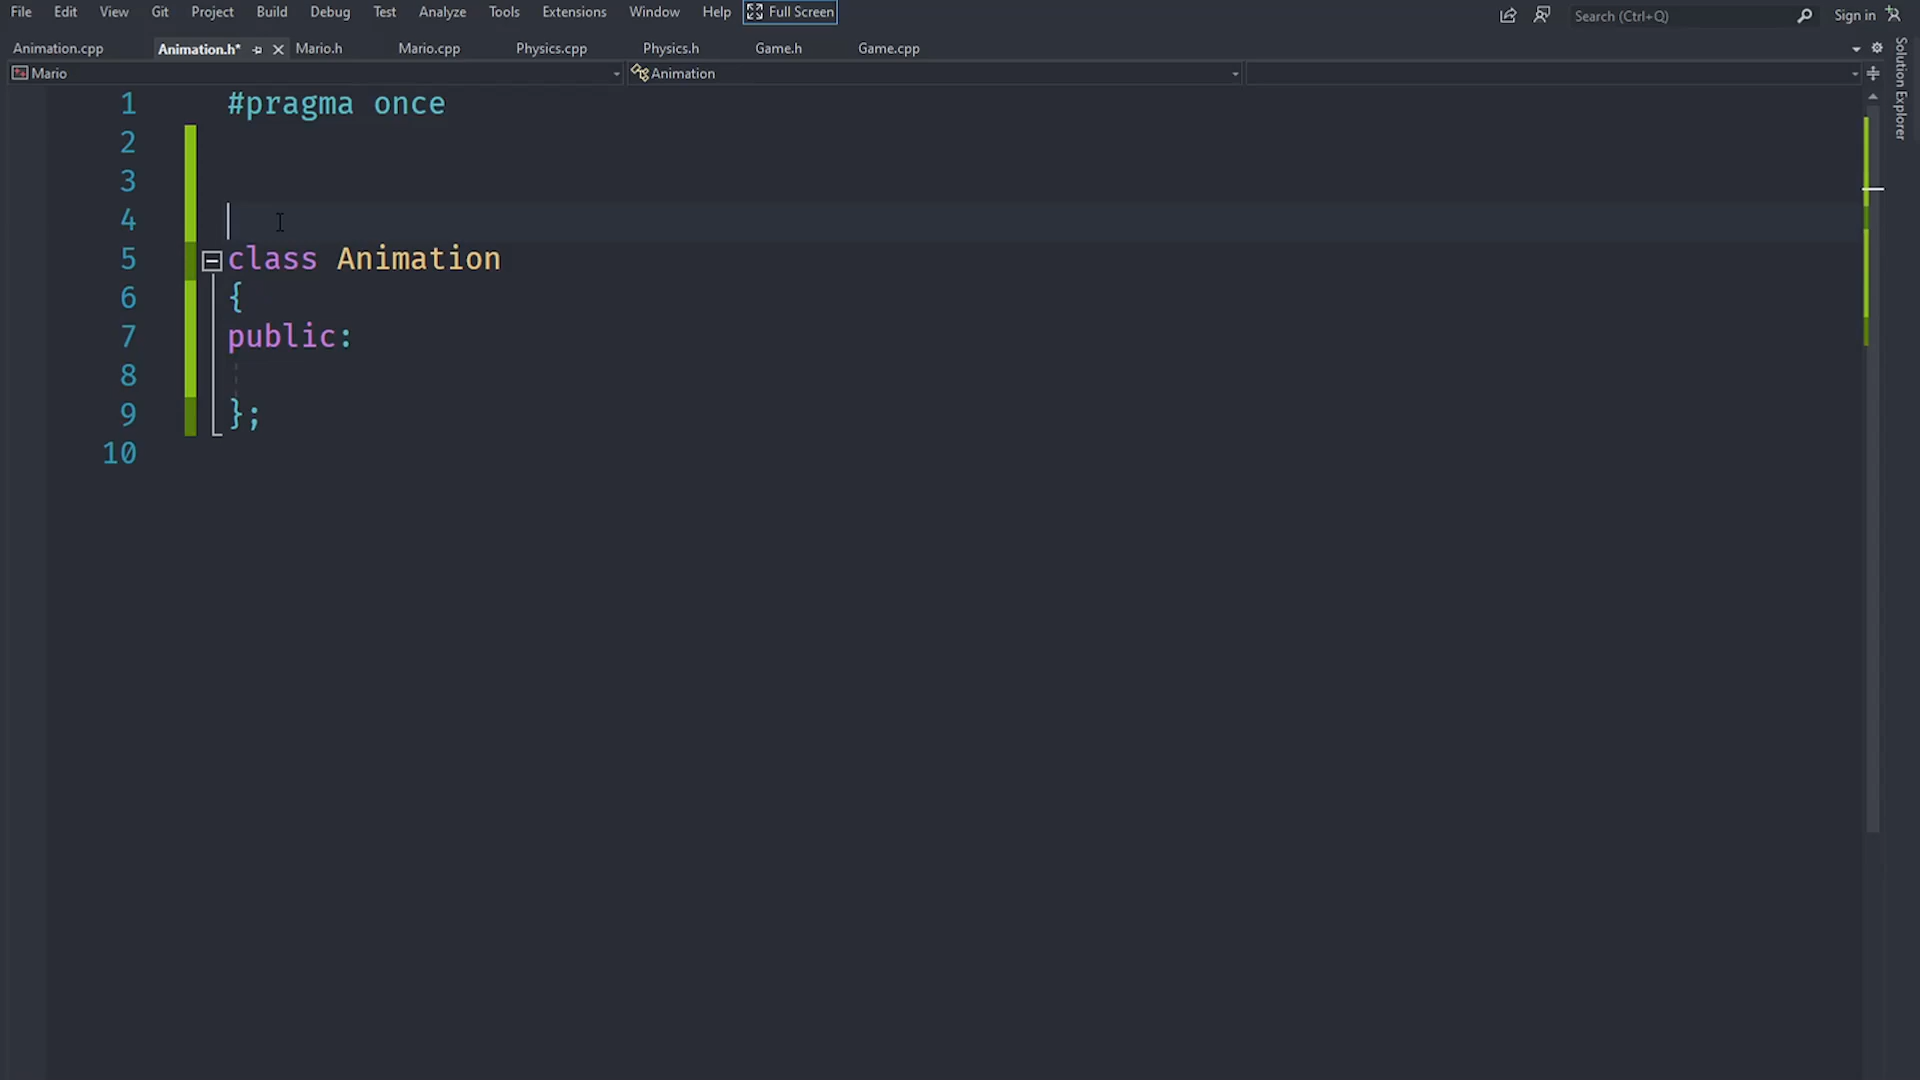 File Edit View Git Project Build Debug Test Analyze Tools Extensions Window Help Full Screen Search (Ctrl+Q) Sign in
Animation.cpp Animation.h* Mario.h Mario.cpp Physics.cpp Physics.h Game.h Game.cpp
Mario Animation
Solution Explorer
1 #pragma once
2
3
4
5 class Animation
6 {
7 public:
8
9 };
10